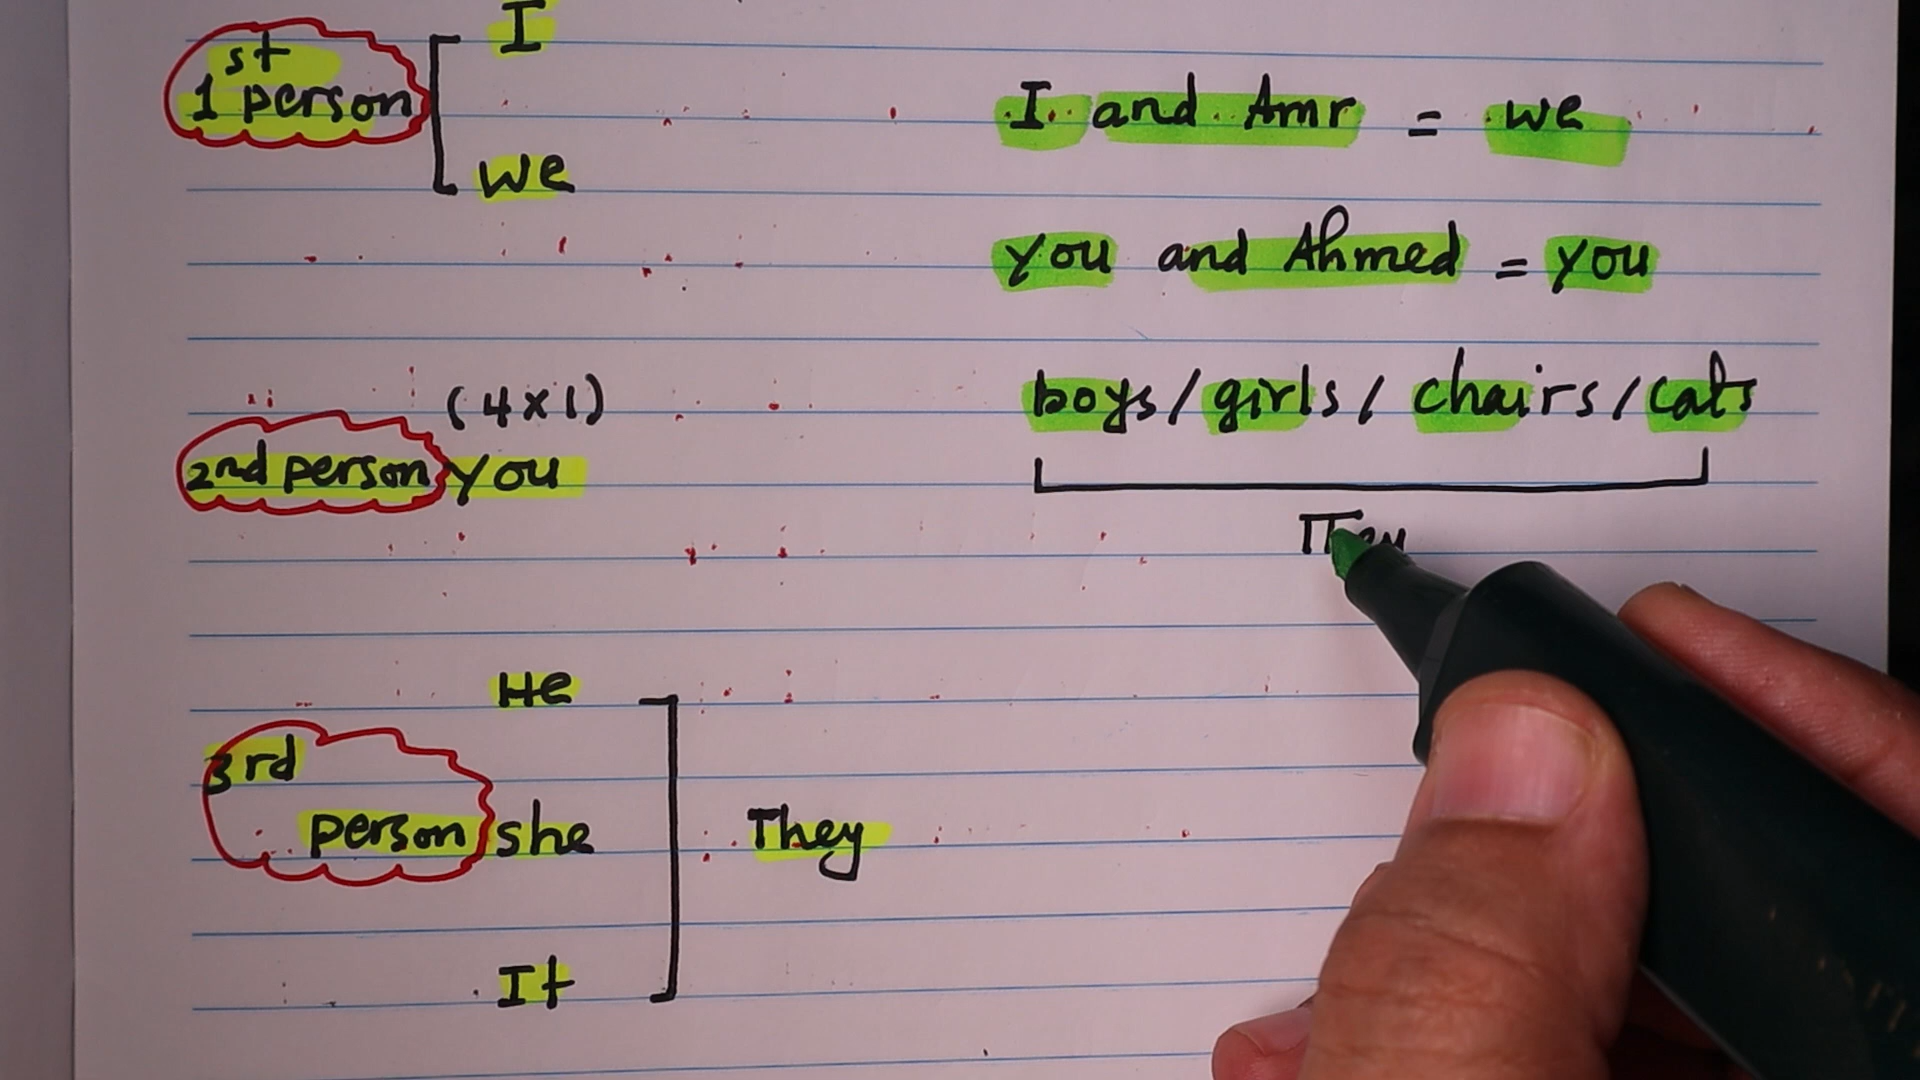 I
1st person
we
(4x1)
2nd person you
He
3rd
person she
They
It
I and Amr = we
you and Ahmed = you
boys/girls/chairs/cats
They